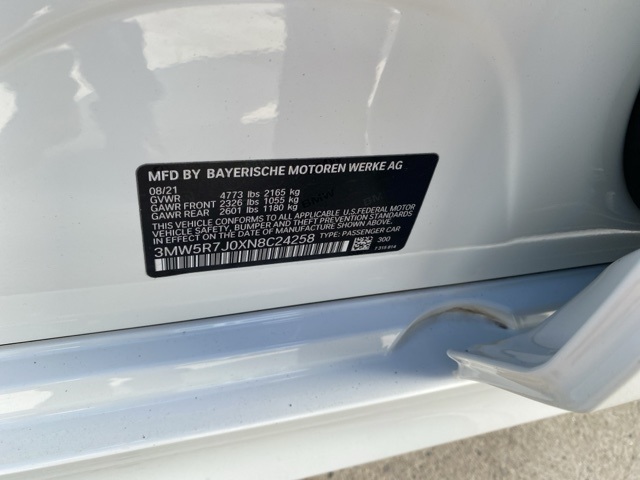 MFD BY BAYERISCHE MOTOREN WERKE AG
08/21
GVWR 4773 lbs 2165 kg
GAWR FRONT 2326 lbs 1055 kg
GAWR REAR 2601 lbs 1180 kg
THIS VEHICLE CONFORMS TO ALL APPLICABLE U.S. FEDERAL MOTOR
VEHICLE SAFETY, BUMPER AND THEFT PREVENTION STANDARDS
IN EFFECT ON THE DATE OF MANUFACTURE SHOWN ABOVE.
3MW5R7J0XN8C24258 TYPE: PASSENGER CAR
300